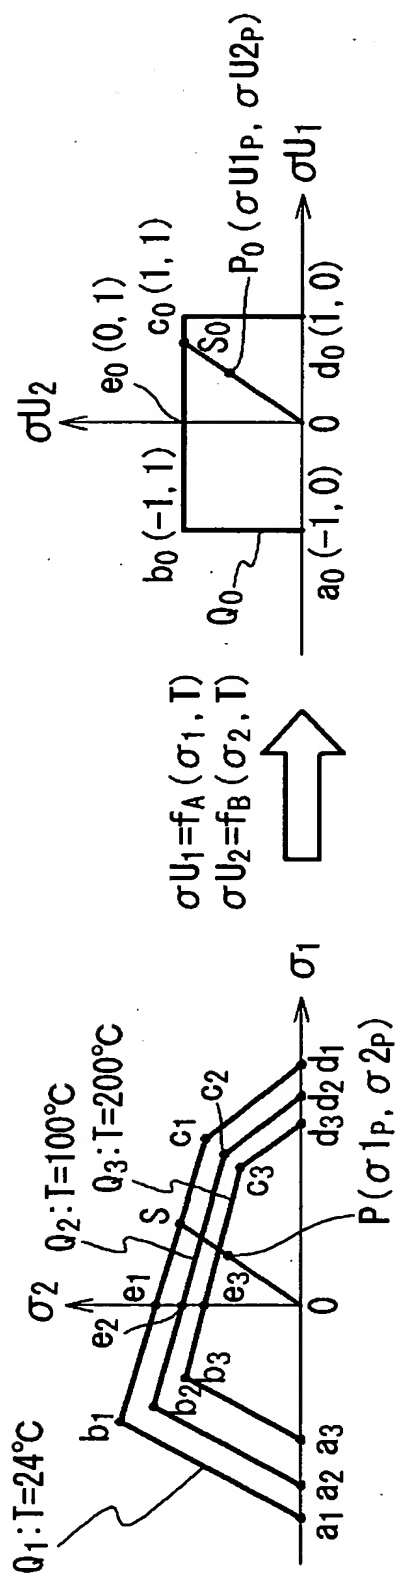 Q₁:T=24°C
Q₂:T=100°C
Q₃:T=200°C
σ₂
b₁
e₁
S
c₁
e₂
c₂
b₂
b₃
e₃
c₃
a₁ a₂ a₃
0
d₃ d₂ d₁
σ₁
P(σ1ₚ, σ2ₚ)
σU₁=fA(σ₁, T)
σU₂=fB(σ₂, T)
σU₂
e₀(0, 1)
b₀(-1, 1)
c₀(1, 1)
S₀
Q₀
P₀(σU1ₚ, σU2ₚ)
a₀(-1, 0)
0
d₀(1, 0)
σU₁